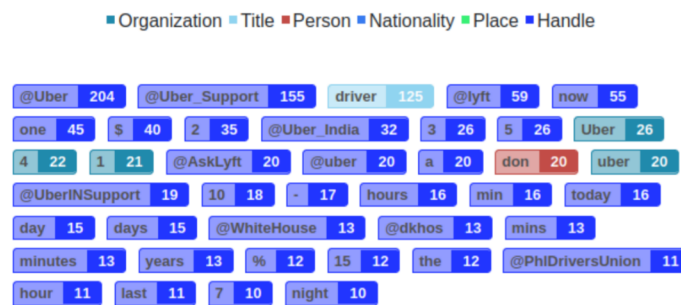 Organization Title Person Nationality Place Handle
@Uber 204 @Uber_Support 155 driver 125 @lyft 59 now 55
one 45 $ 40 2 35 @Uber_India 32 3 26 5 26 Uber 26
4 22 1 21 @AskLyft 20 @uber 20 a 20 don 20 uber 20
@UberINSupport 19 10 18 - 17 hours 16 min 16 today 16
day 15 days 15 @WhiteHouse 13 @dkhos 13 mins 13
minutes 13 years 13 % 12 15 12 the 12 @PhlDriversUnion 11
hour 11 last 11 7 10 night 10